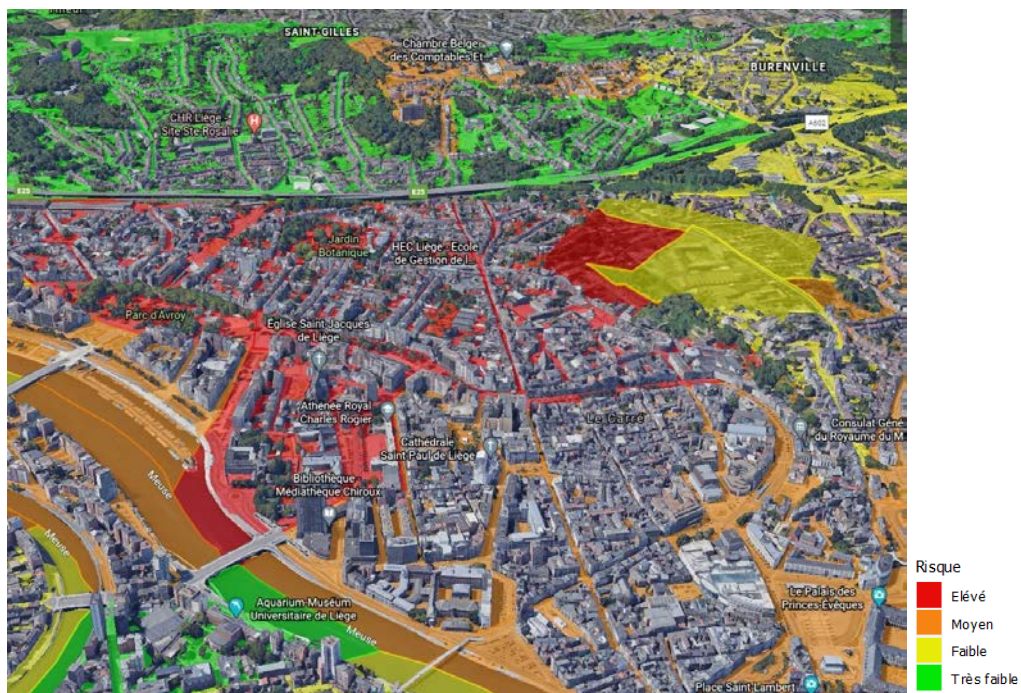 SAINT-GILLES
Chambre Belge
des Comptables Et
BURENVILLE
CHR Liège -
Site Ste-Rosalie
A602
E25
E25
Jardin
Botanique
HEC Liège - Ecole
de Gestion de l...
Parc d'Avroy
Église Saint-Jacques
de Liège
Athénée Royal
Charles Rogier
Le Carré
Cathédrale
Saint Paul de Liège
Consulat Géné
du Royaume du M
Meuse
Bibliothèque
Médiathèque Chiroux
Meuse
Aquarium-Muséum
Universitaire de Liège
Meuse
Le Palais des
Princes-Évêques
Place Saint-Lambert
Risque
Elévé
Moyen
Faible
Très faible